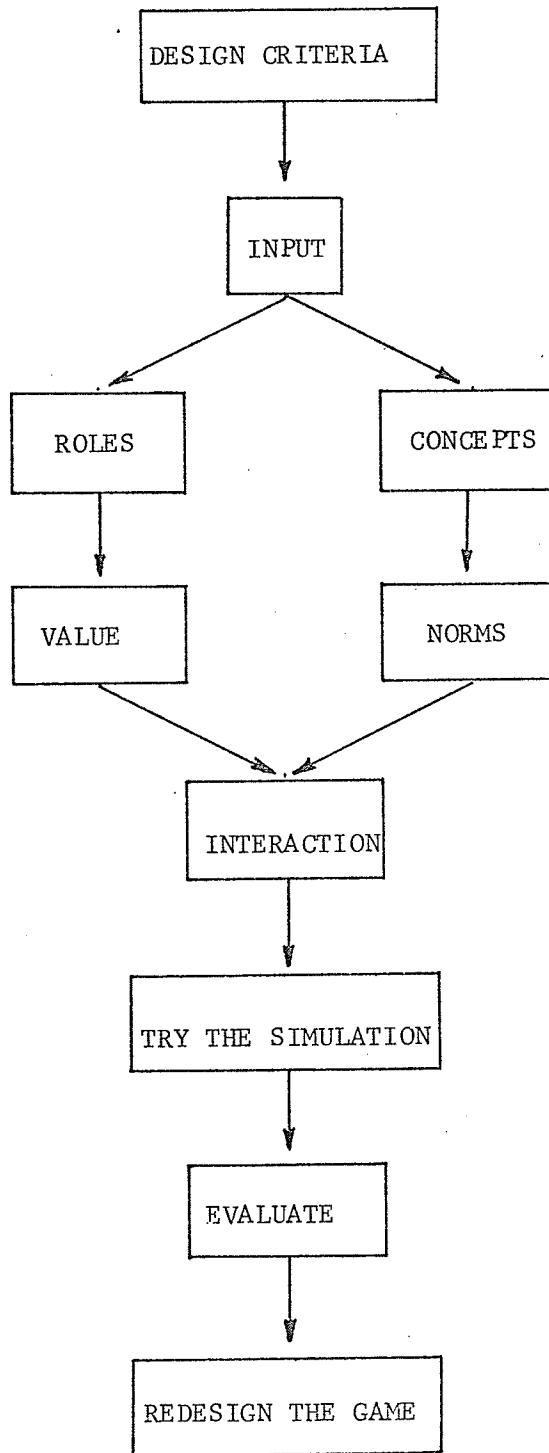 DESIGN CRITERIA
INPUT
ROLES
CONCEPTS
VALUE
NORMS
INTERACTION
TRY THE SIMULATION
EVALUATE
REDESIGN THE GAME